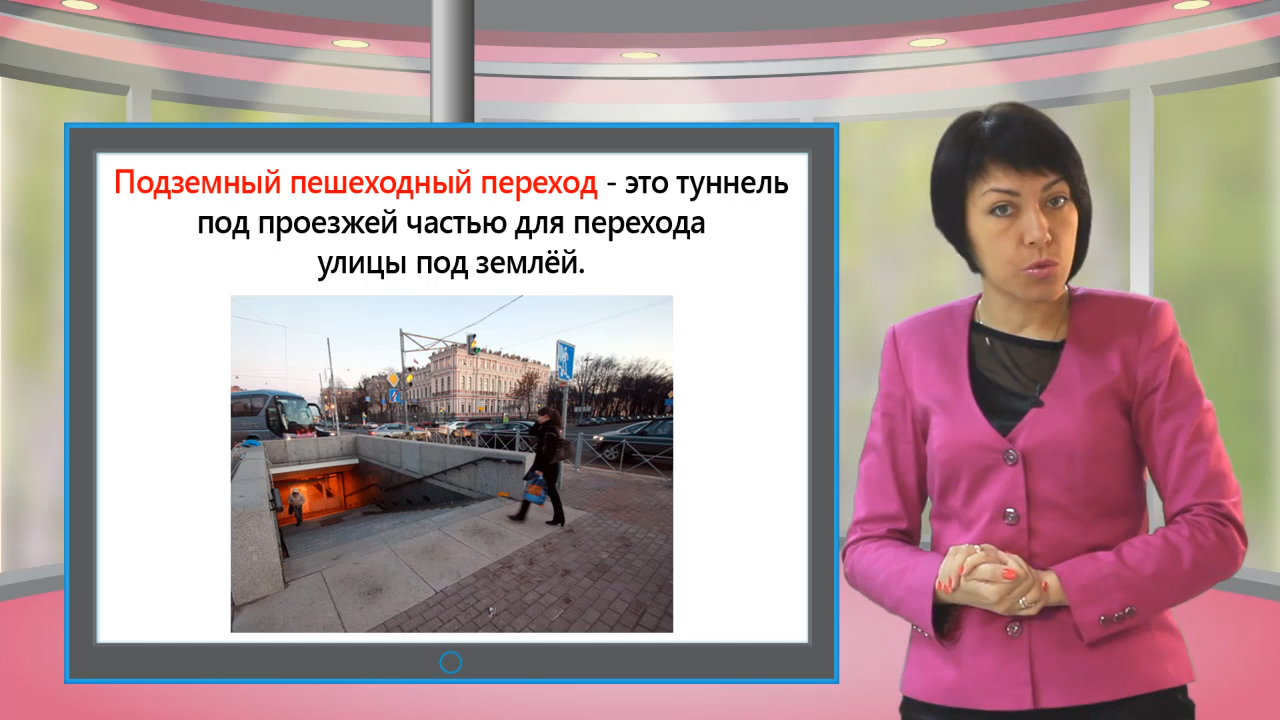 Подземный пешеходный переход - это туннель
под проезжей частью для перехода
улицы под землёй.